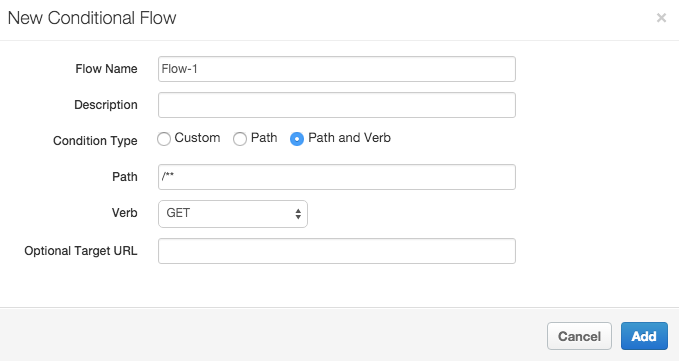 New Conditional Flow ×
Flow Name Flow-1
Description
Condition Type Custom Path Path and Verb
Path /**
Verb GET
Optional Target URL
Cancel Add